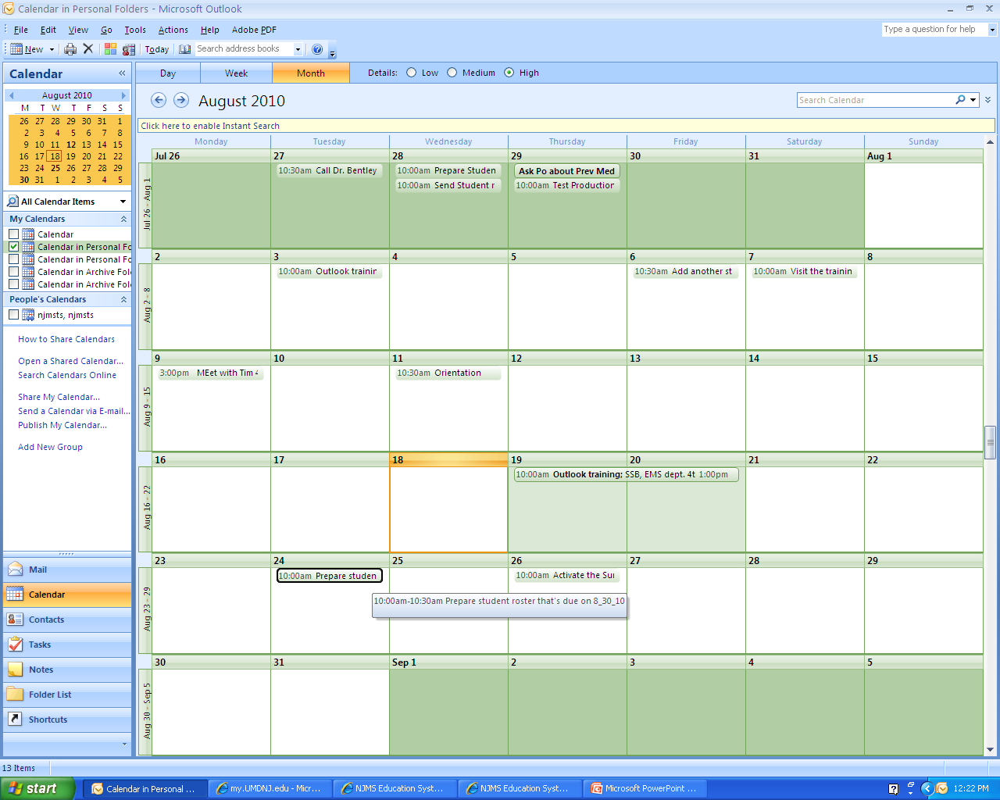 Calendar in Personal Folders - Microsoft Outlook
File Edit View Go Tools Actions Help Adobe PDF
Type a question for help
New Today Search address books
Calendar «
Day Week Month Details: Low Medium High
August 2010
M T W T F S S
26 27 28 29 30 31 1
2 3 4 5 6 7 8
9 10 11 12 13 14 15
16 17 18 19 20 21 22
23 24 25 26 27 28 29
30 31 1 2 3 4 5
All Calendar Items
My Calendars
Calendar
Calendar in Personal Fo
Calendar in Personal Fo
Calendar in Archive Fol
Calendar in Archive Fol
People's Calendars
njmsts, njmsts
How to Share Calendars
Open a Shared Calendar...
Search Calendars Online
Share My Calendar...
Send a Calendar via E-mail...
Publish My Calendar...
Add New Group
Mail
Calendar
Contacts
Tasks
Notes
Folder List
Shortcuts
August 2010
Search Calendar
Click here to enable Instant Search
Monday Tuesday Wednesday Thursday Friday Saturday Sunday
Jul 26 27 28 29 30 31 Aug 1
Jul 26 - Aug 1
10:30am Call Dr. Bentley 10:00am Prepare Studen Ask Po about Prev Med
10:00am Send Student r 10:00am Test Production
2 3 4 5 6 7 8
Aug 2 - 8
10:00am Outlook trainin 10:30am Add another st 10:00am Visit the trainin
9 10 11 12 13 14 15
Aug 9 - 15
3:00pm MEet with Tim 4 10:30am Orientation
16 17 18 19 20 21 22
Aug 16 - 22
10:00am Outlook training; SSB, EMS dept. 4t 1:00pm
23 24 25 26 27 28 29
Aug 23 - 29
10:00am Prepare studen 10:00am Activate the Sur
10:00am-10:30am Prepare student roster that's due on 8_30_10
30 31 Sep 1 2 3 4 5
Aug 30 - Sep 5
13 Items
start Calendar in Personal ... my.UMDNJ.edu - Micr... NJMS Education Syst... NJMS Education Syst... Microsoft PowerPoint ... 12:22 PM